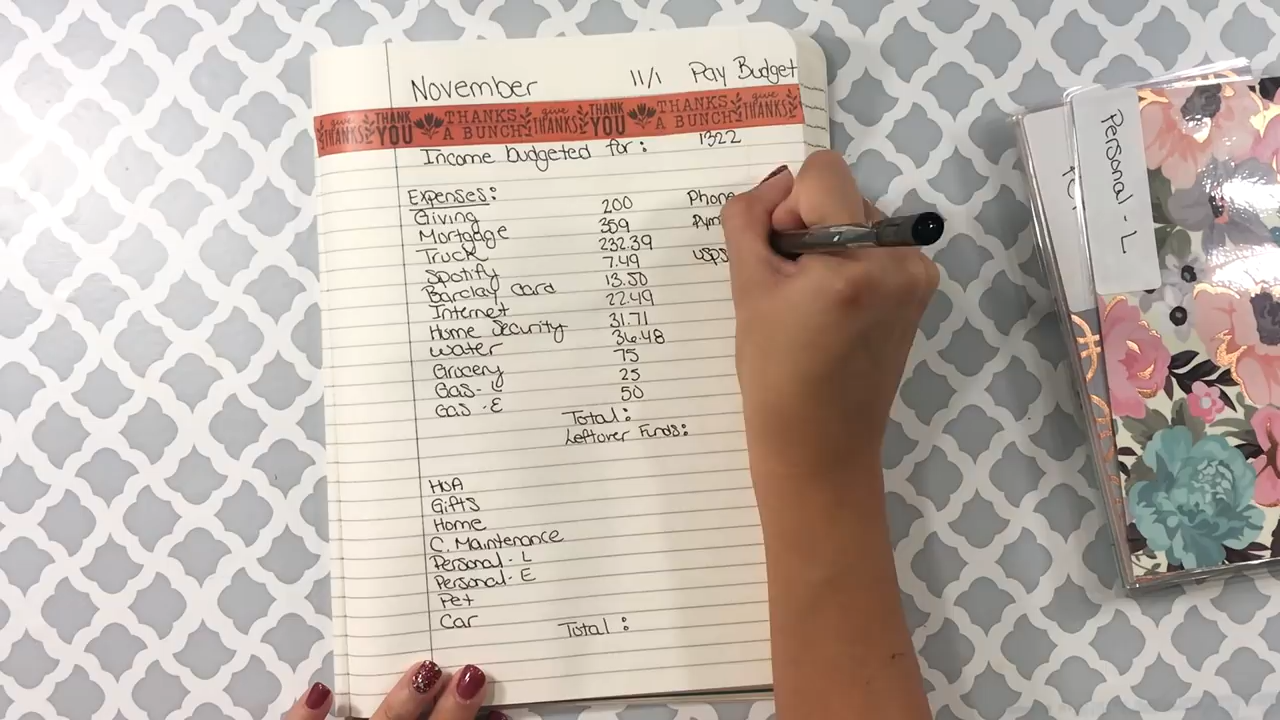 November 11/1 Pay Budget
give THANKS THANK YOU THANKS A BUNCH give THANKS THANK YOU THANKS A BUNCH give THANKS
Income budgeted for: 1322
Expenses:
Giving 200 Phone
Mortgage 359
Truck 232.39
Spotify 7.49 USPS
Barclay card 13.50
Internet 22.49
Home Security 31.71
Water 36.48
Grocery 75
Gas - L 25
Gas - E 50
Total:
Leftover Funds:
HOA
Gifts
Home
C. Maintenance
Personal - L
Personal - E
Pet
Car
Total:
Personal - L